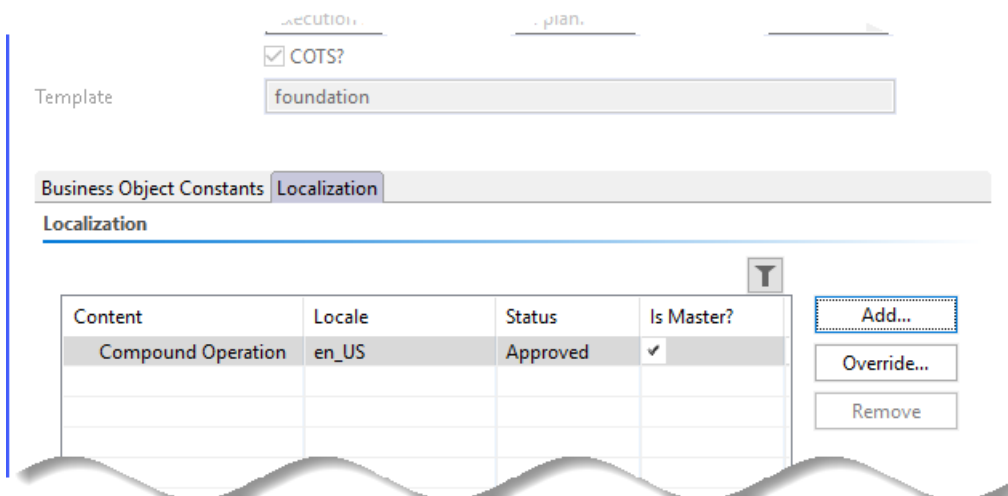 COTS?
Template foundation
Business Object Constants Localization
Localization
Content Locale Status Is Master? Add...
Compound Operation en_US Approved
Override...
Remove